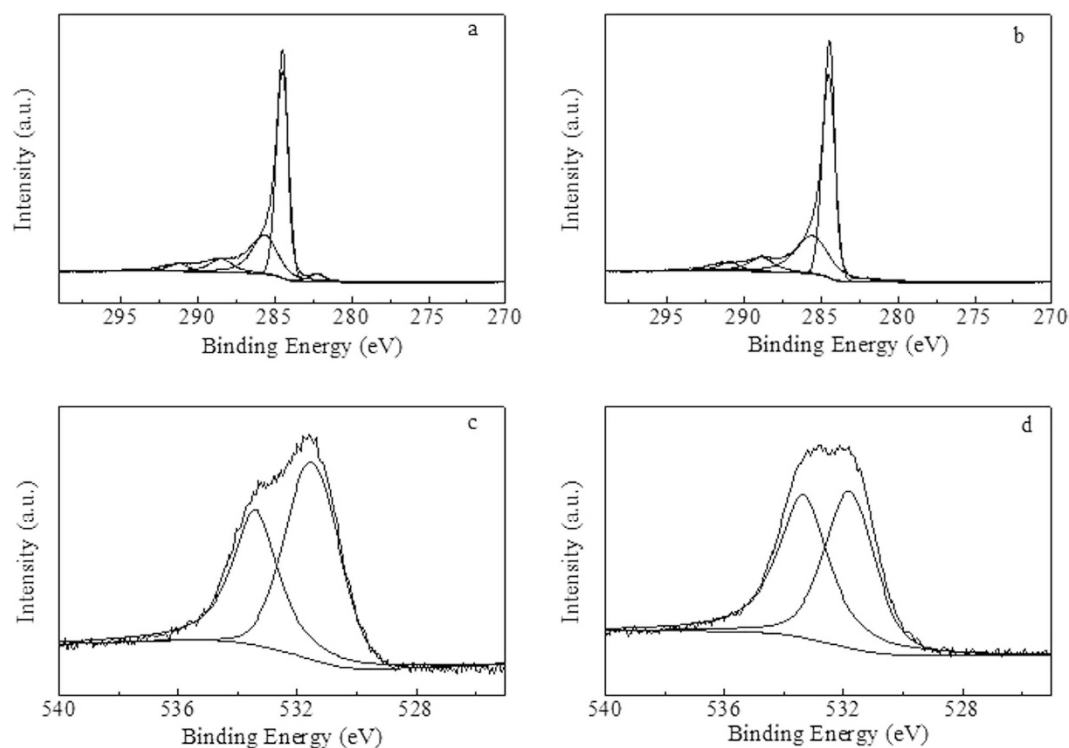 a
Intensity (a.u.)
295 290 285 280 275 270
Binding Energy (eV)
b
Intensity (a.u.)
295 290 285 280 275 270
Binding Energy (eV)
c
Intensity (a.u.)
540 536 532 528
Binding Energy (eV)
d
Intensity (a.u.)
540 536 532 528
Binding Energy (eV)